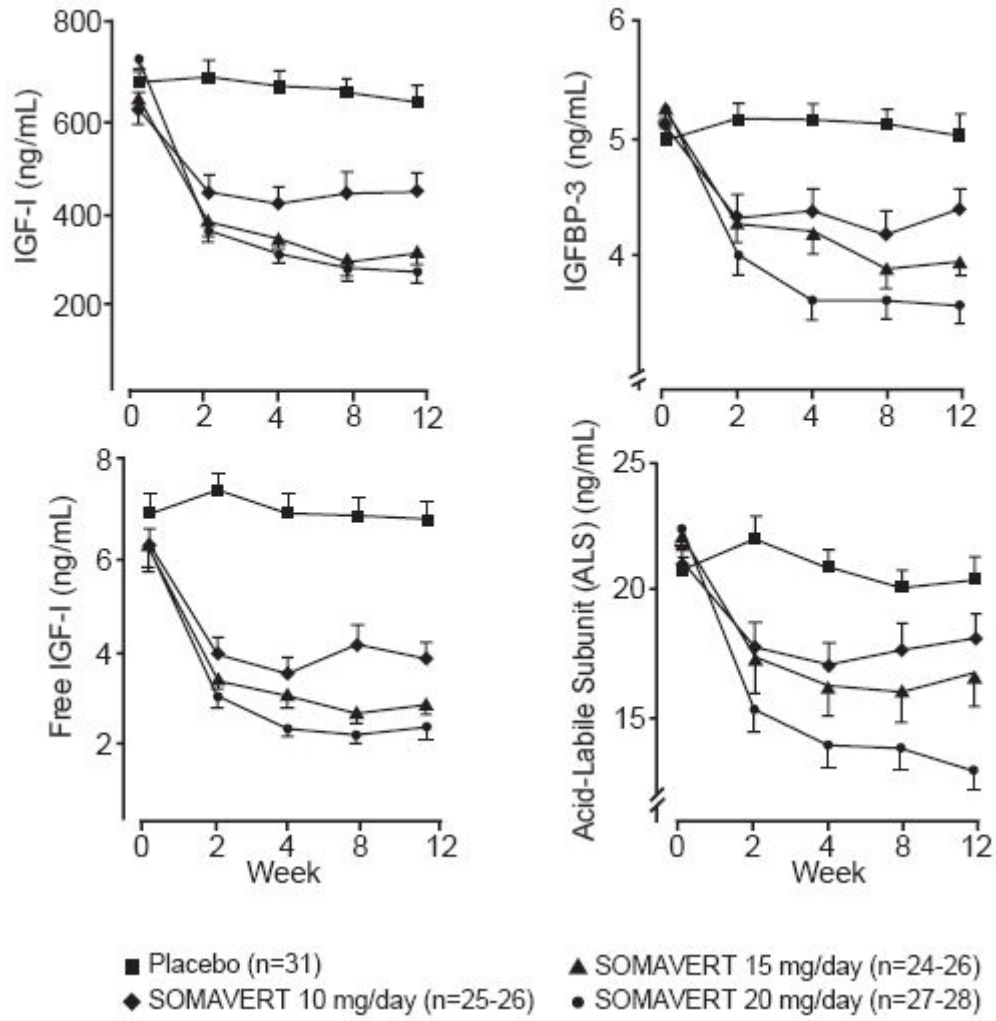 800
600
400
200
IGF-I (ng/mL)
0 2 4 8 12
6
5
4
IGFBP-3 (ng/mL)
0 2 4 8 12
8
6
4
2
Free IGF-I (ng/mL)
0 2 4 8 12
Week
25
20
15
Acid-Labile Subunit (ALS) (ng/mL)
0 2 4 8 12
Week
Placebo (n=31)
SOMAVERT 10 mg/day (n=25-26)
SOMAVERT 15 mg/day (n=24-26)
SOMAVERT 20 mg/day (n=27-28)